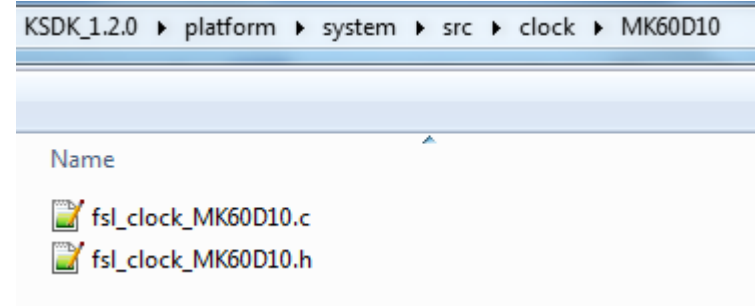 KSDK_1.2.0 ▸ platform ▸ system ▸ src ▸ clock ▸ MK60D10
Name
fsl_clock_MK60D10.c
fsl_clock_MK60D10.h